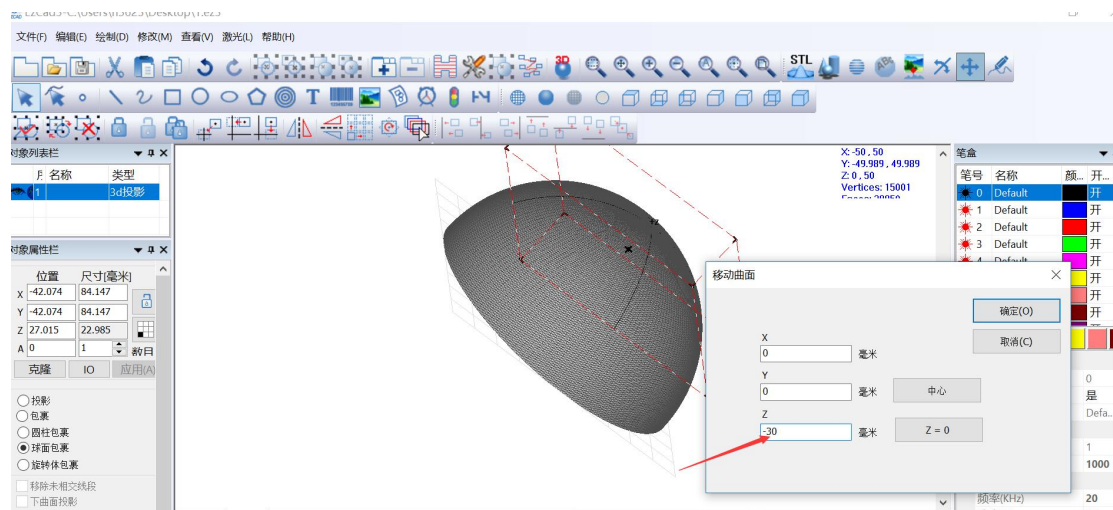 文件(F) 编辑(E) 绘制(D) 修改(M) 查看(V) 激光(L) 帮助(H)
3D
STL
T
对象列表栏
名称 类型
1 3d投影
对象属性栏
位置 尺寸[毫米]
X -42.074 84.147
Y -42.074 84.147
Z 27.015 22.985
A 0 1
克隆 IO 应用(A)
投影
包裹
圆柱包裹
球面包裹
旋转体包裹
移除未相交线段
下曲面投影
X: -50 , 50
Y: -49.989 , 49.989
Z: 0 , 50
Vertices: 15001
+Z
移动曲面
确定(O)
取消(C)
X
0 毫米
Y
0 毫米 中心
Z
-30 毫米 Z = 0
笔盒
笔号 名称 颜... 开...
0 Default 开
1 Default 开
2 Default 开
3 Default 开
开
开
开
开
0
是
Defa...
1
1000
频率(KHz) 20